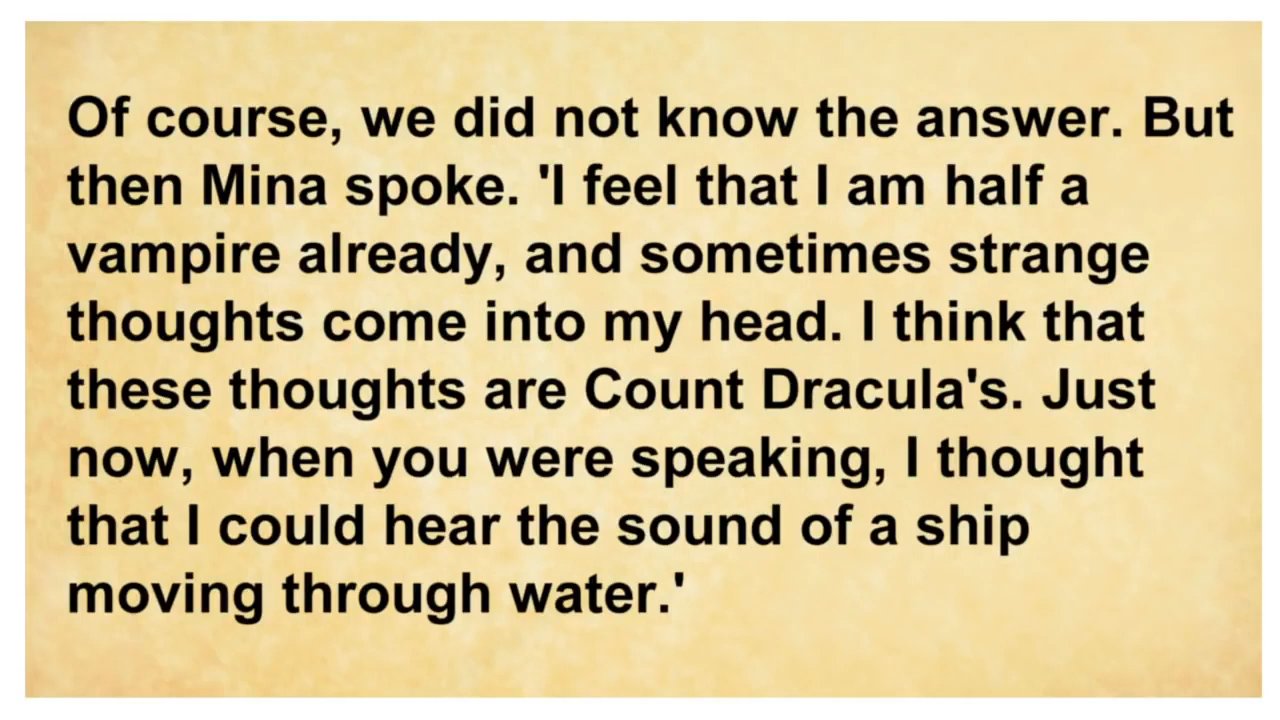 Of course, we did not know the answer. But
then Mina spoke. 'I feel that I am half a
vampire already, and sometimes strange
thoughts come into my head. I think that
these thoughts are Count Dracula's. Just
now, when you were speaking, I thought
that I could hear the sound of a ship
moving through water.'